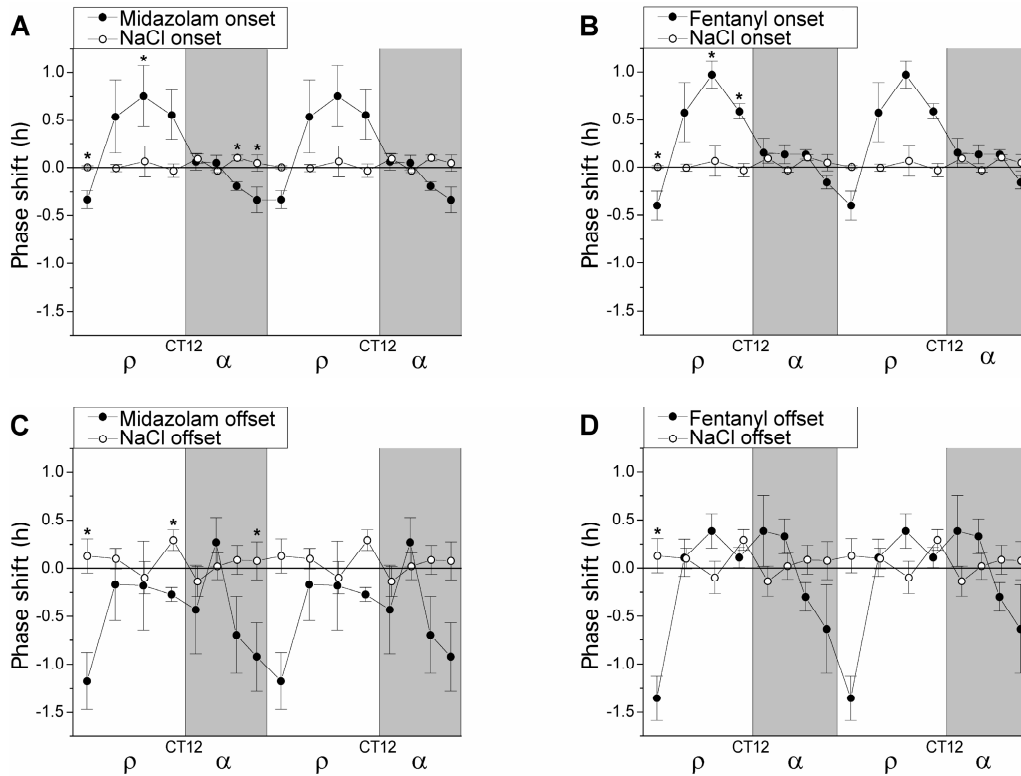 A
Midazolam onset
NaCl onset
Phase shift (h)
1.0
0.5
0.0
-0.5
-1.0
-1.5
*
*
*
*
CT12
CT12
ρ
α
ρ
α
B
Fentanyl onset
NaCl onset
Phase shift (h)
1.0
0.5
0.0
-0.5
-1.0
-1.5
*
*
*
CT12
CT12
ρ
α
ρ
α
C
Midazolam offset
NaCl offset
Phase shift (h)
1.0
0.5
0.0
-0.5
-1.0
-1.5
*
*
*
CT12
CT12
ρ
α
ρ
α
D
Fentanyl offset
NaCl offset
Phase shift (h)
1.0
0.5
0.0
-0.5
-1.0
-1.5
*
CT12
CT12
ρ
α
ρ
α